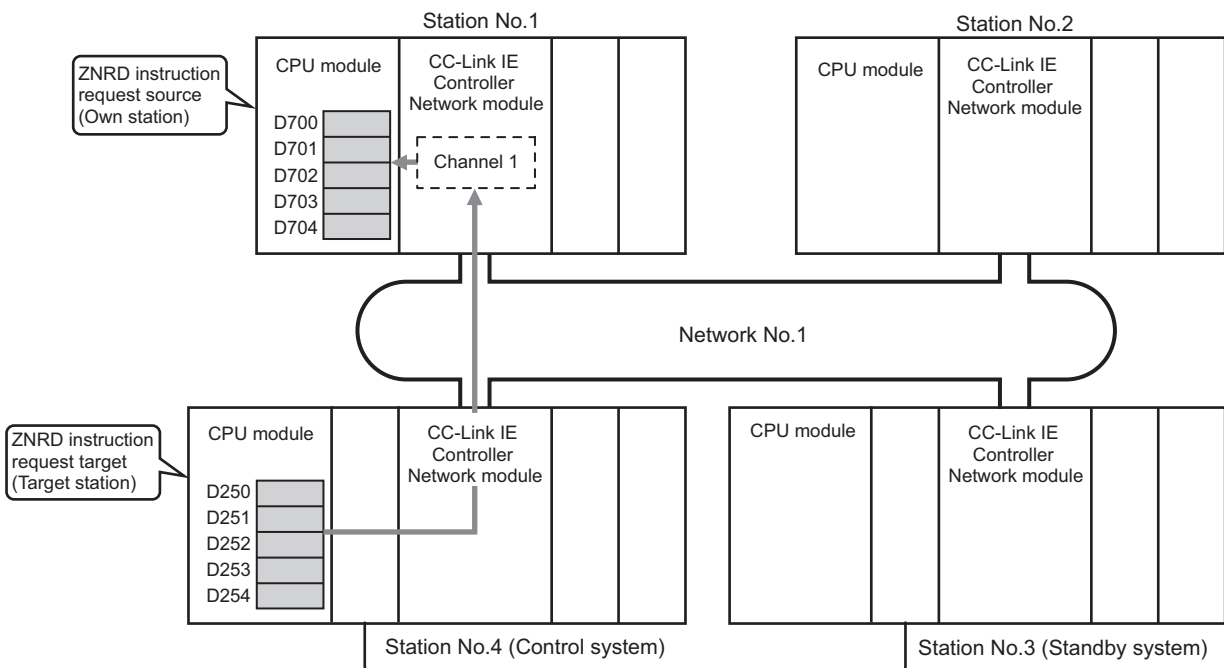 Station No.1
Station No.2
ZNRD instruction
request source
(Own station)
CPU module
CC-Link IE
Controller
Network module
CPU module
CC-Link IE
Controller
Network module
D700
D701
D702
D703
D704
Channel 1
Network No.1
ZNRD instruction
request target
(Target station)
CPU module
CC-Link IE
Controller
Network module
CPU module
CC-Link IE
Controller
Network module
D250
D251
D252
D253
D254
Station No.4 (Control system)
Station No.3 (Standby system)